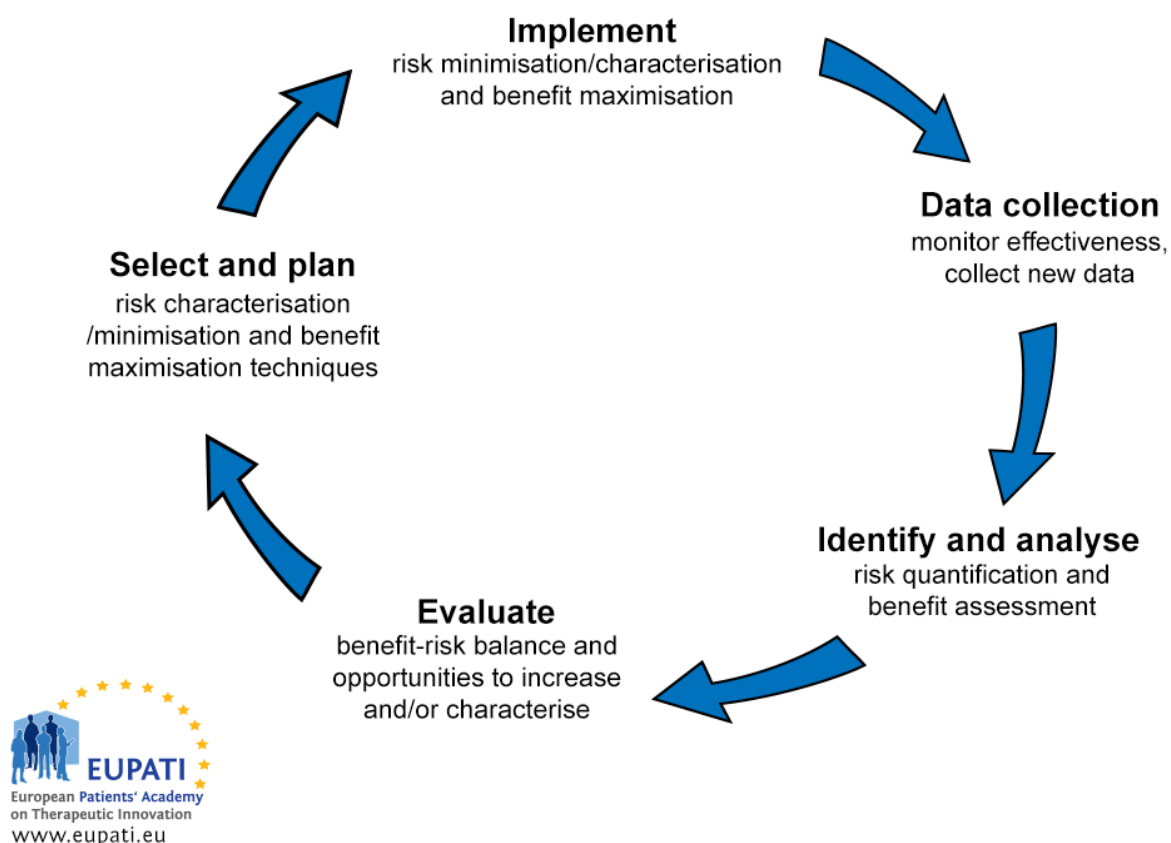 Implement
risk minimisation/characterisation
and benefit maximisation
Data collection
monitor effectiveness,
collect new data
Identify and analyse
risk quantification and
benefit assessment
Evaluate
benefit-risk balance and
opportunities to increase
and/or characterise
Select and plan
risk characterisation
/minimisation and benefit
maximisation techniques
EUPATI
European Patients' Academy
on Therapeutic Innovation
www.eupati.eu